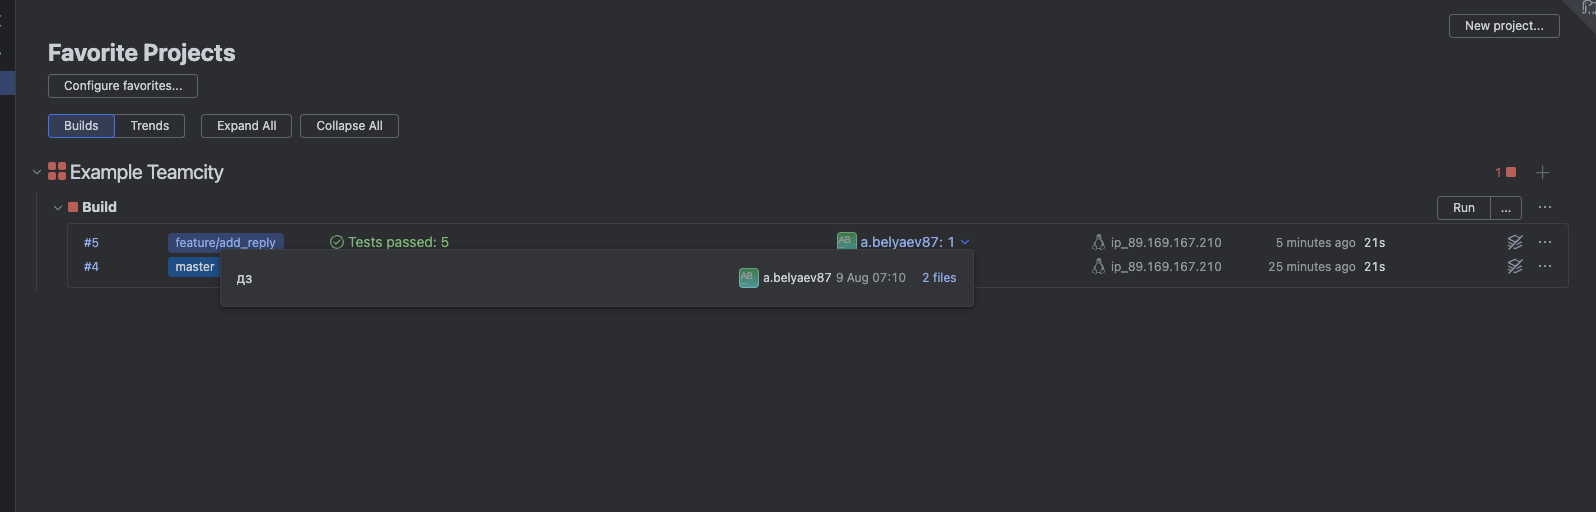 New project...
Favorite Projects
Configure favorites...
Builds Trends Expand All Collapse All
Example Teamcity 1
Build Run ... ...
#5 feature/add_reply Tests passed: 5 AB a.belyaev87: 1 ip_89.169.167.210 5 minutes ago 21s ...
#4 master ip_89.169.167.210 25 minutes ago 21s ...
дз AB a.belyaev87 9 Aug 07:10 2 files